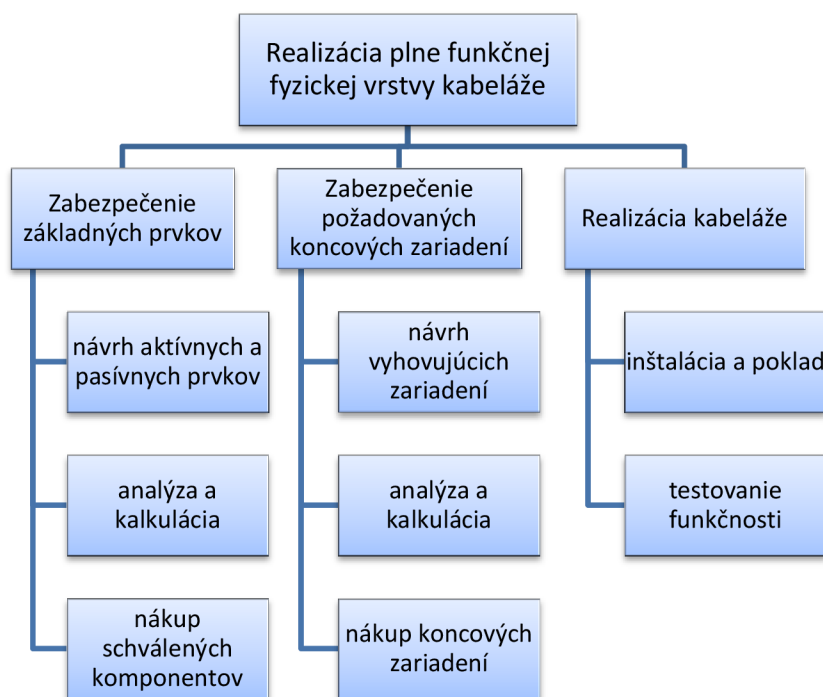 Realizácia plne funkčnej
fyzickej vrstvy kabeláže
Zabezpečenie
základných prvkov
Zabezpečenie
požadovaných
koncových zariadení
Realizácia kabeláže
návrh aktívnych a
pasívnych prvkov
návrh
vyhovujúcich
zariadení
inštalácia a poklad
analýza a
kalkulácia
analýza a
kalkulácia
testovanie
funkčnosti
nákup
schválených
komponentov
nákup koncových
zariadení